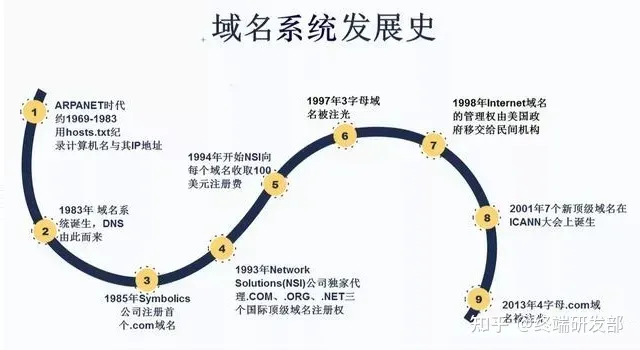 域名系统发展史
1
ARPANET时代
约1969-1983
用hosts.txt纪
录计算机名与其IP地址
2
1983年 域名系
统诞生，DNS
由此而来
3
1985年Symbolics
公司注册首
个.com域名
4
1993年Network
Solutions(NSI)公司独家代
理.COM、.ORG、.NET三
个国际顶级域名注册权
5
1994年开始NSI向
每个域名收取100
美元注册费
6
1997年3字母域
名被注光
7
1998年Internet域名
的管理权由美国政
府移交给民间机构
8
2001年7个新顶级域名在
ICANN大会上诞生
9
2013年4字母.com域
名被注光
知乎 @终端研发部